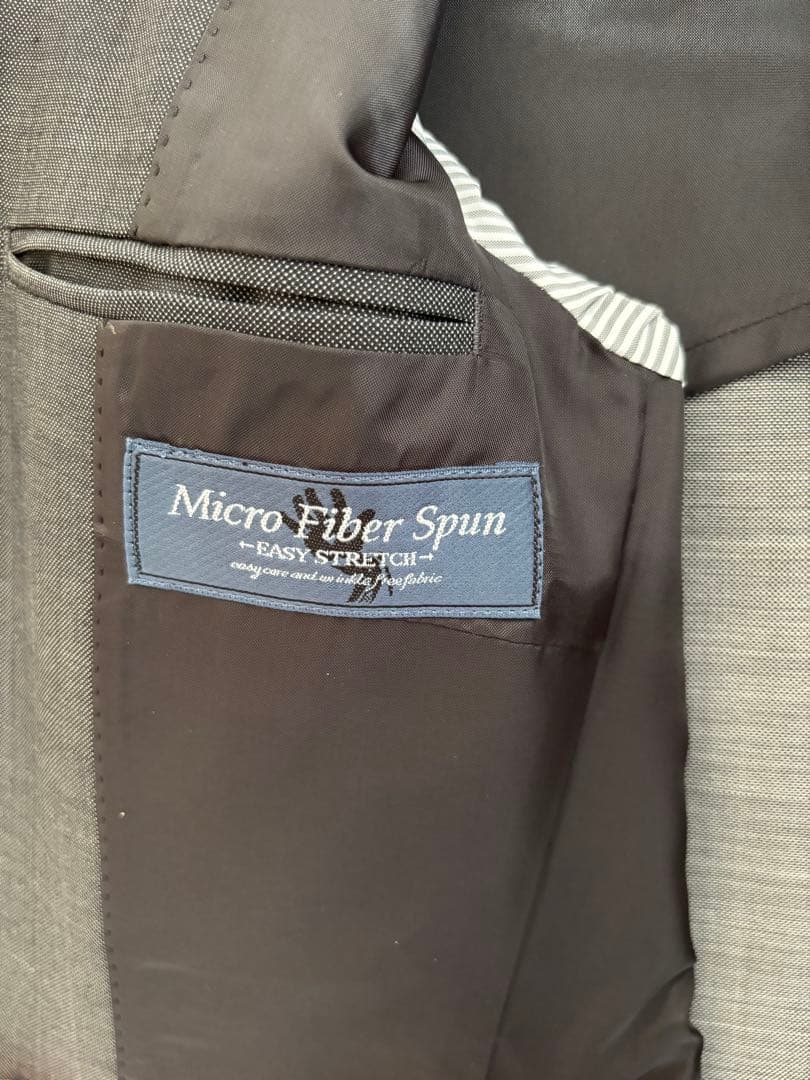 Micro Fiber Spun
←EASY STRETCH→
easy care and wrinkle free fabric